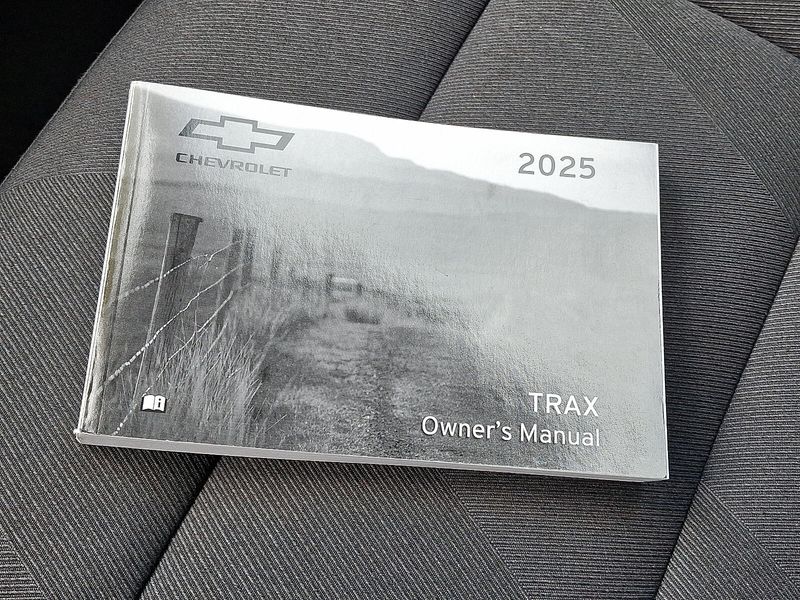 CHEVROLET
2025
TRAX
Owner's Manual